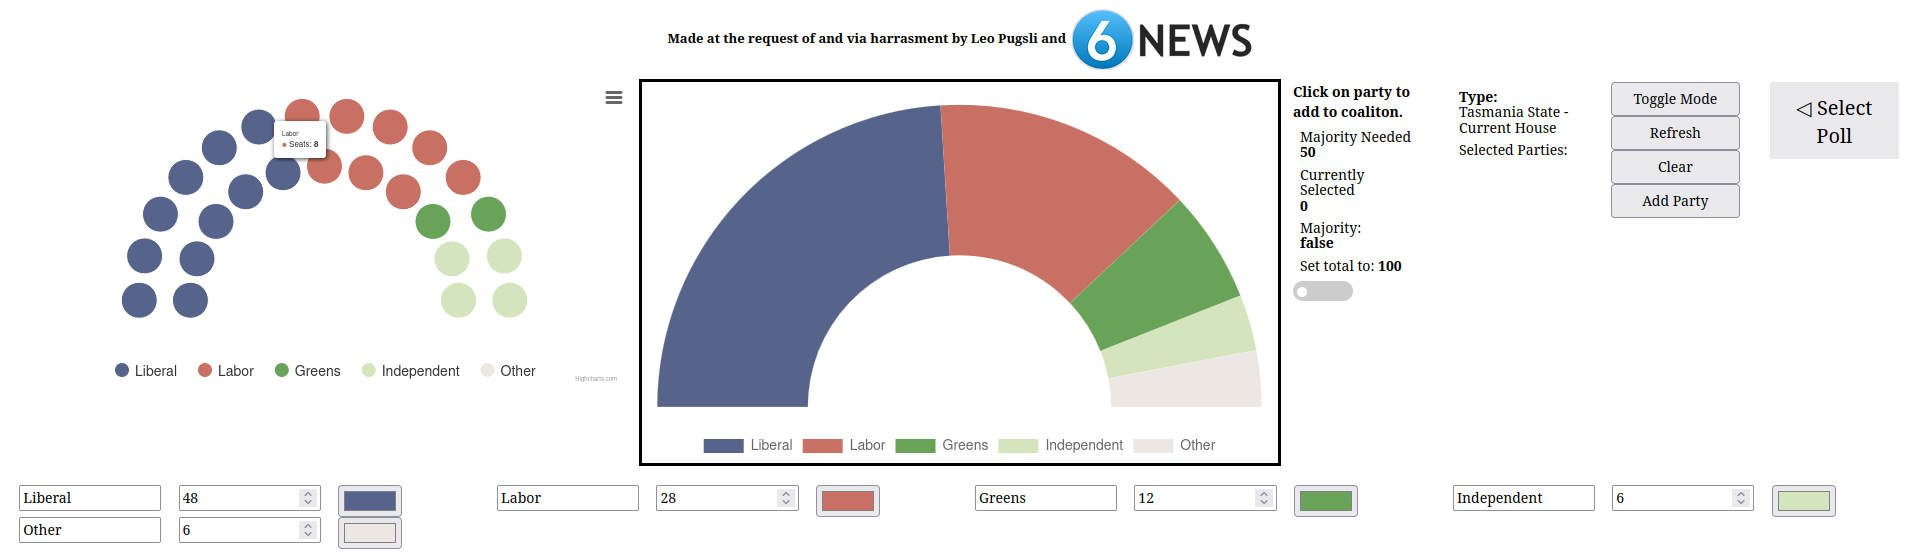 Made at the request of and via harrasment by Leo Pugsli and 6 NEWS
Labor
● Seats: 8
Liberal Labor Greens Independent Other
Highcharts.com
Liberal Labor Greens Independent Other
Click on party to
add to coaliton.
Majority Needed
50
Currently
Selected
0
Majority:
false
Set total to: 100
Type:
Tasmania State -
Current House
Selected Parties:
Toggle Mode
Refresh
Clear
Add Party
◁ Select
Poll
Liberal 48 Labor 28 Greens 12 Independent 6
Other 6